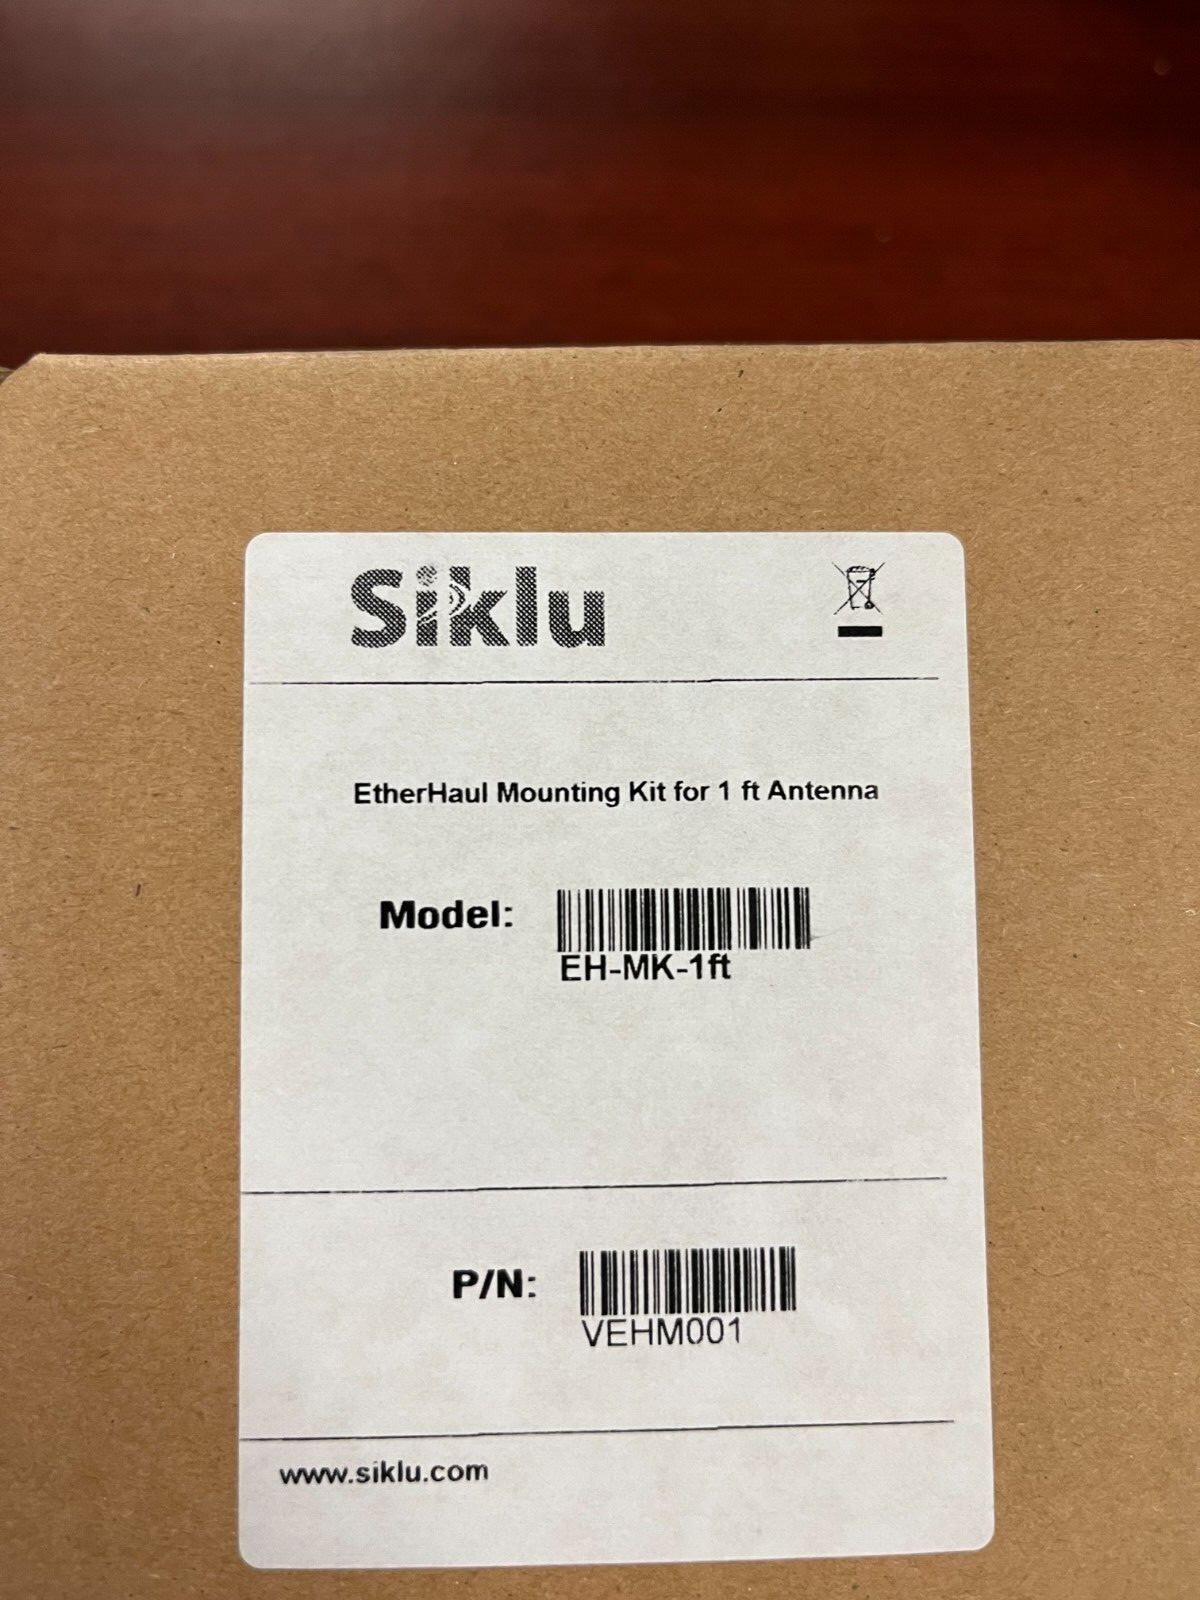 Siklu
EtherHaul Mounting Kit for 1 ft Antenna
Model:
EH-MK-1ft
P/N:
VEHM001
www.siklu.com